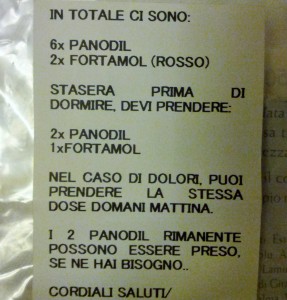 IN TOTALE CI SONO:
6x PANODIL
2x FORTAMOL (ROSSO)
STASERA PRIMA DI
DORMIRE, DEVI PRENDERE:
2x PANODIL
1xFORTAMOL
NEL CASO DI DOLORI, PUOI
PRENDERE LA STESSA
DOSE DOMANI MATTINA.
I 2 PANODIL RIMANENTE
POSSONO ESSERE PRESO,
SE NE HAI BISOGNO..
CORDIALI SALUTI/